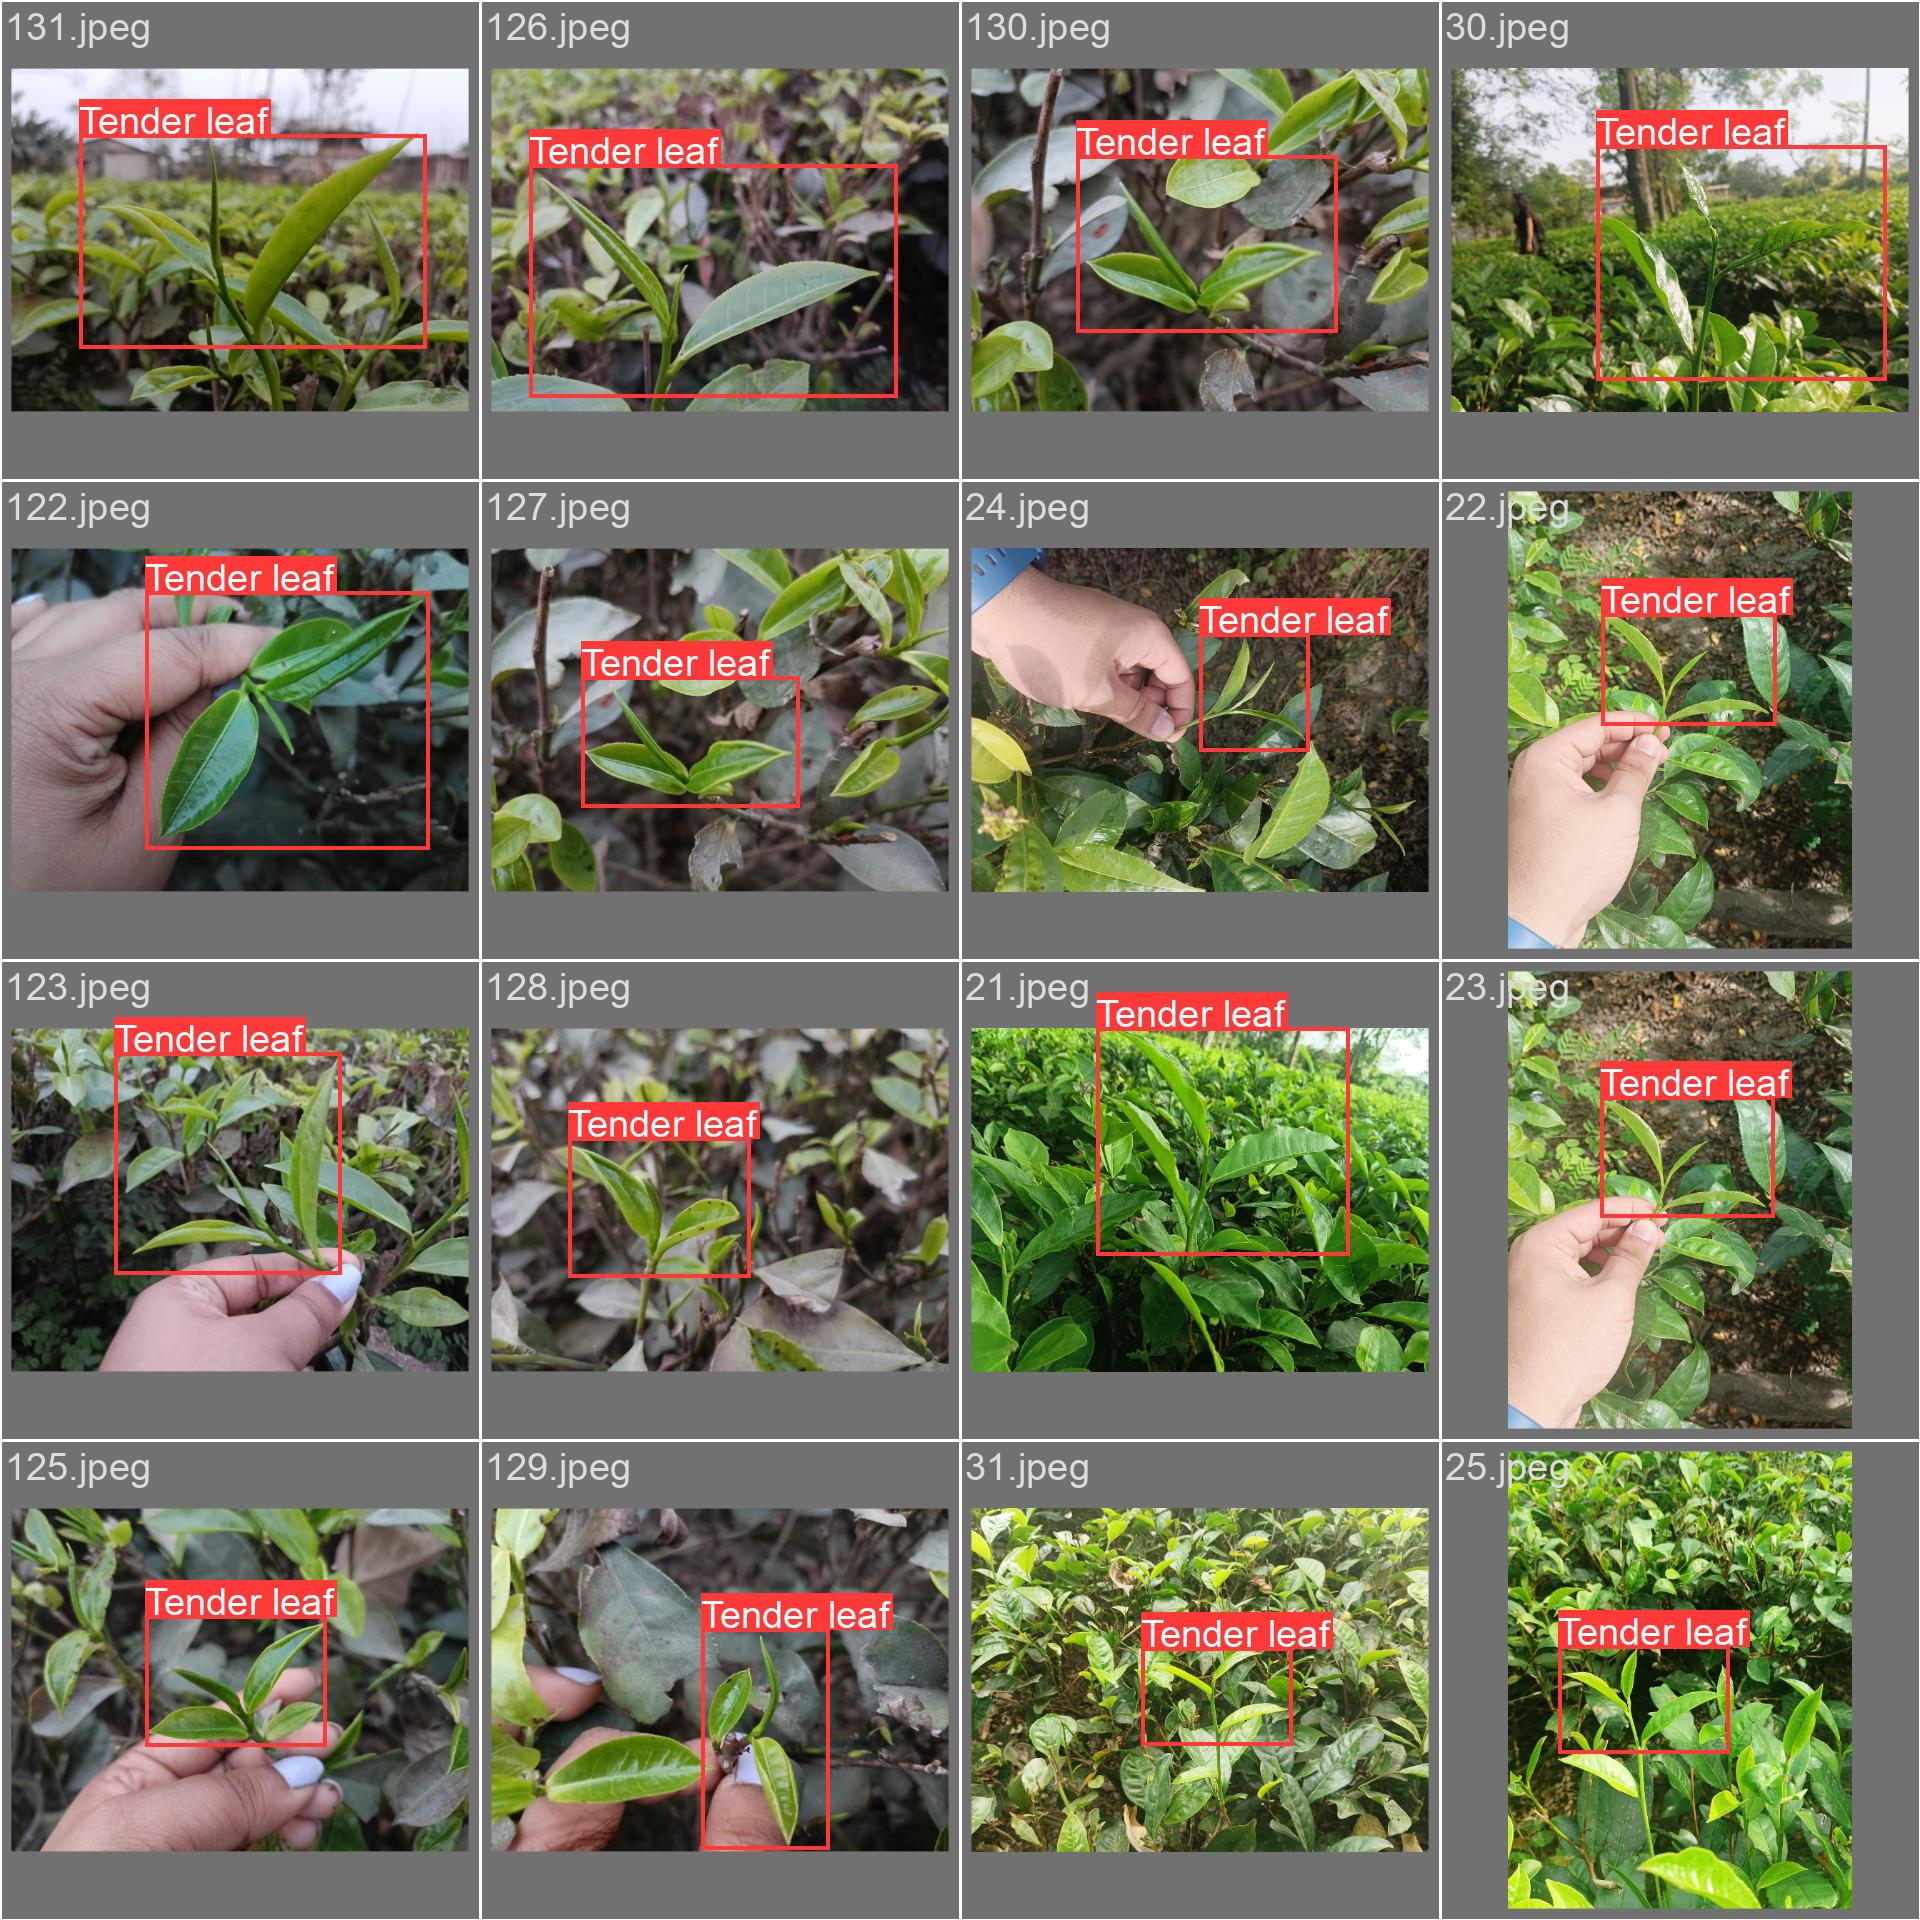 131.jpeg
126.jpeg
130.jpeg
30.jpeg
Tender leaf
Tender leaf
Tender leaf
Tender leaf
122.jpeg
127.jpeg
24.jpeg
22.jpeg
Tender leaf
Tender leaf
Tender leaf
Tender leaf
123.jpeg
128.jpeg
21.jpeg
23.jpeg
Tender leaf
Tender leaf
Tender leaf
Tender leaf
125.jpeg
129.jpeg
31.jpeg
25.jpeg
Tender leaf
Tender leaf
Tender leaf
Tender leaf